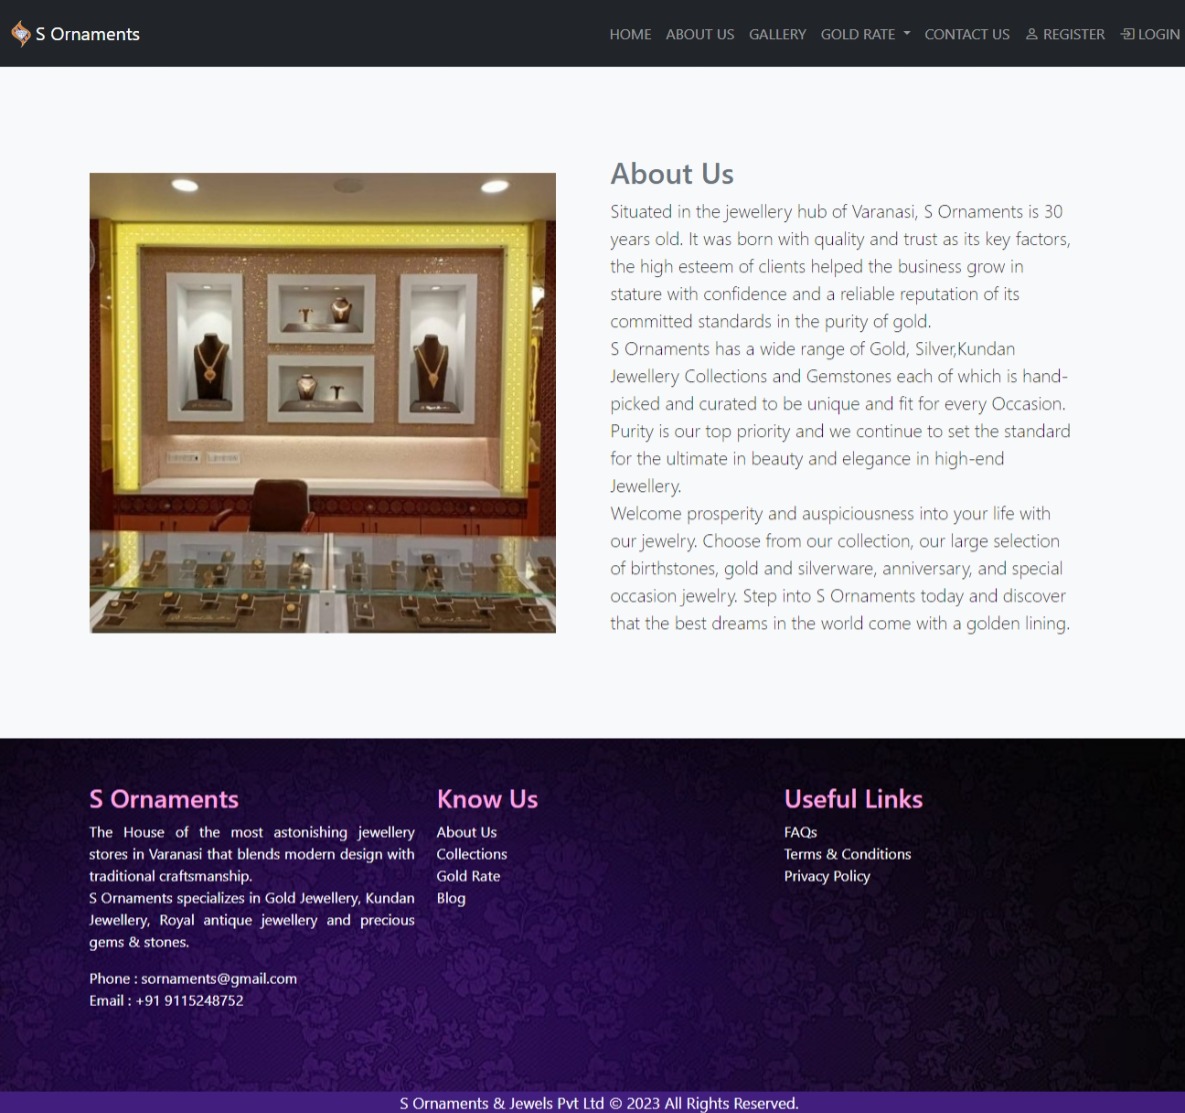 S Ornaments
HOME ABOUT US GALLERY GOLD RATE CONTACT US REGISTER LOGIN
About Us
Situated in the jewellery hub of Varanasi, S Ornaments is 30
years old. It was born with quality and trust as its key factors,
the high esteem of clients helped the business grow in
stature with confidence and a reliable reputation of its
committed standards in the purity of gold.
S Ornaments has a wide range of Gold, Silver,Kundan
Jewellery Collections and Gemstones each of which is hand-
picked and curated to be unique and fit for every Occasion.
Purity is our top priority and we continue to set the standard
for the ultimate in beauty and elegance in high-end
Jewellery.
Welcome prosperity and auspiciousness into your life with
our jewelry. Choose from our collection, our large selection
of birthstones, gold and silverware, anniversary, and special
occasion jewelry. Step into S Ornaments today and discover
that the best dreams in the world come with a golden lining.
S Ornaments
The House of the most astonishing jewellery
stores in Varanasi that blends modern design with
traditional craftsmanship.
S Ornaments specializes in Gold Jewellery, Kundan
Jewellery, Royal antique jewellery and precious
gems & stones.
Phone : sornaments@gmail.com
Email : +91 9115248752
Know Us
About Us
Collections
Gold Rate
Blog
Useful Links
FAQs
Terms & Conditions
Privacy Policy
S Ornaments & Jewels Pvt Ltd © 2023 All Rights Reserved.